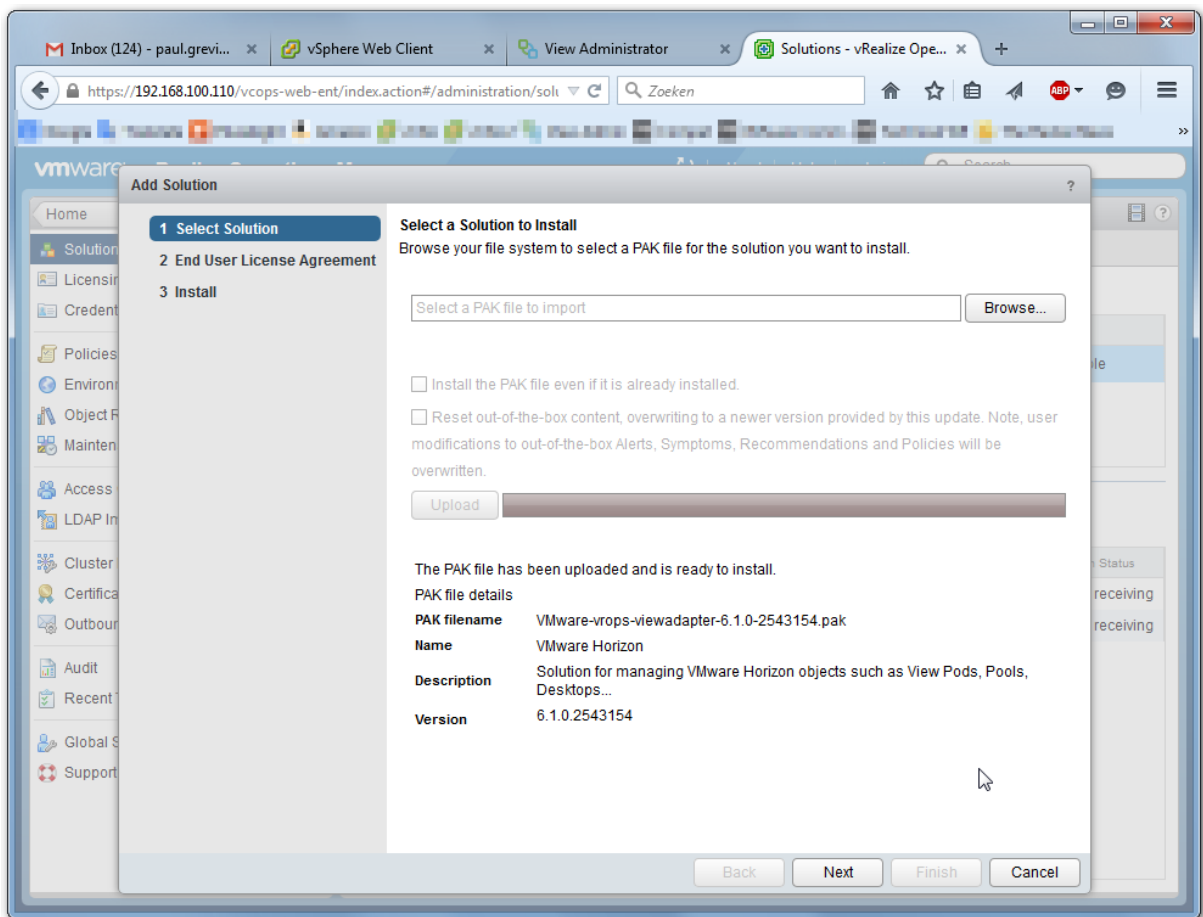 Inbox (124) - paul.grevi...
vSphere Web Client
View Administrator
Solutions - vRealize Ope...
https://192.168.100.110/vcops-web-ent/index.action#/administration/solu
Zoeken
ABP
vmware
Search
Add Solution
?
Home
Solution
Licensin
Credent
Policies
Environ
Object R
Mainten
Access
LDAP Im
Cluster
Certifica
Outbour
Audit
Recent
Global S
Support
1 Select Solution
2 End User License Agreement
3 Install
Select a Solution to Install
Browse your file system to select a PAK file for the solution you want to install.
Select a PAK file to import
Browse...
Install the PAK file even if it is already installed.
Reset out-of-the-box content, overwriting to a newer version provided by this update. Note, user
modifications to out-of-the-box Alerts, Symptoms, Recommendations and Policies will be
overwritten.
Upload
The PAK file has been uploaded and is ready to install.
PAK file details
PAK filename VMware-vrops-viewadapter-6.1.0-2543154.pak
Name VMware Horizon
Description Solution for managing VMware Horizon objects such as View Pods, Pools,
Desktops...
Version 6.1.0.2543154
Status
receiving
receiving
Back
Next
Finish
Cancel